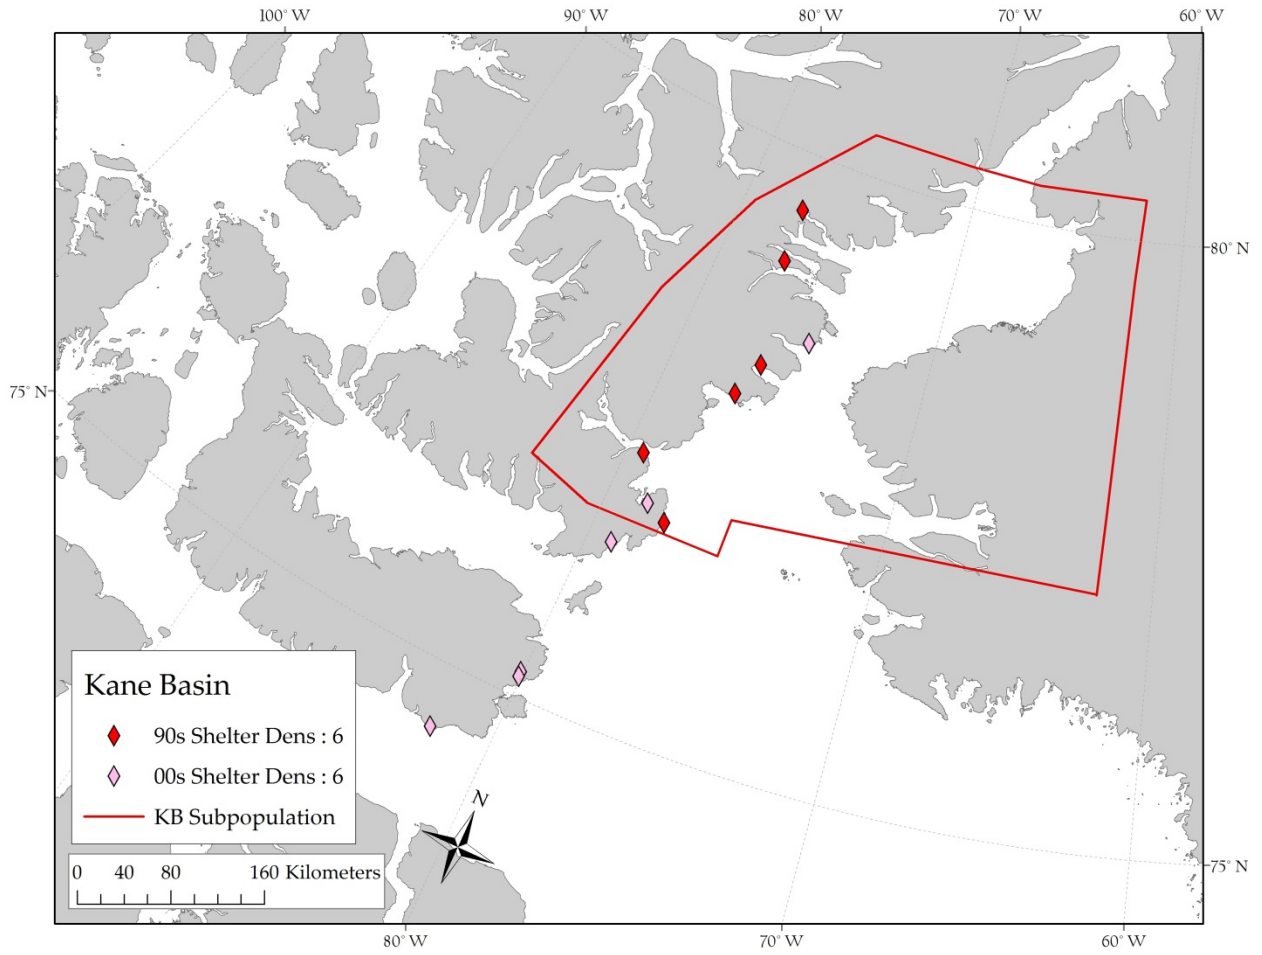 100° W 90° W 80° W 70° W 60° W
80° N
75° N
Kane Basin
90s Shelter Dens : 6
00s Shelter Dens : 6
KB Subpopulation
N
0 40 80 160 Kilometers
75° N
80° W 70° W 60° W